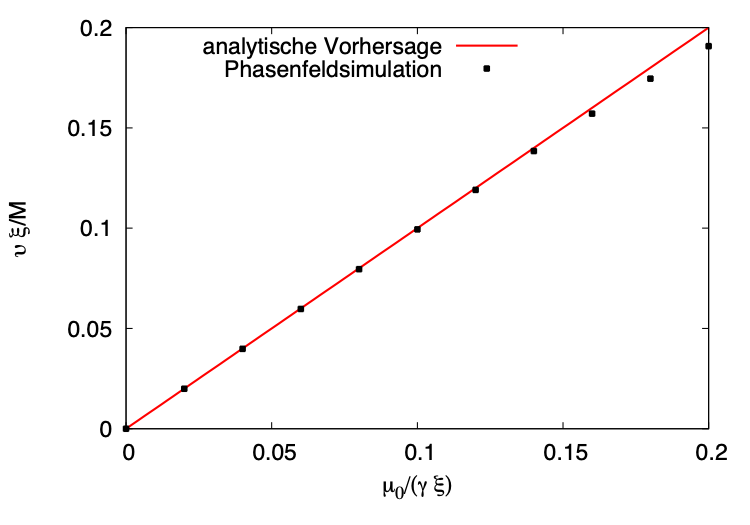 analytische Vorhersage
Phasenfeldsimulation
0.2
0.15
0.1
0.05
0
υ ξ/M
0
0.05
0.1
0.15
0.2
μ₀/(γ ξ)